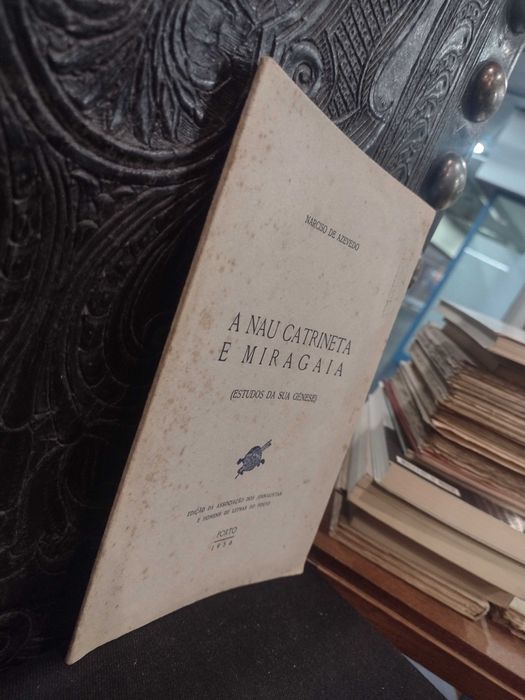 NARCISO DE AZEVEDO
A NAU CATRINETA
E MIRAGAIA
(ESTUDOS DA SUA GÉNESE)
EDIÇÃO DA ASSOCIAÇÃO DOS JORNALISTAS
E HOMENS DE LETRAS DO PORTO
PORTO
1958